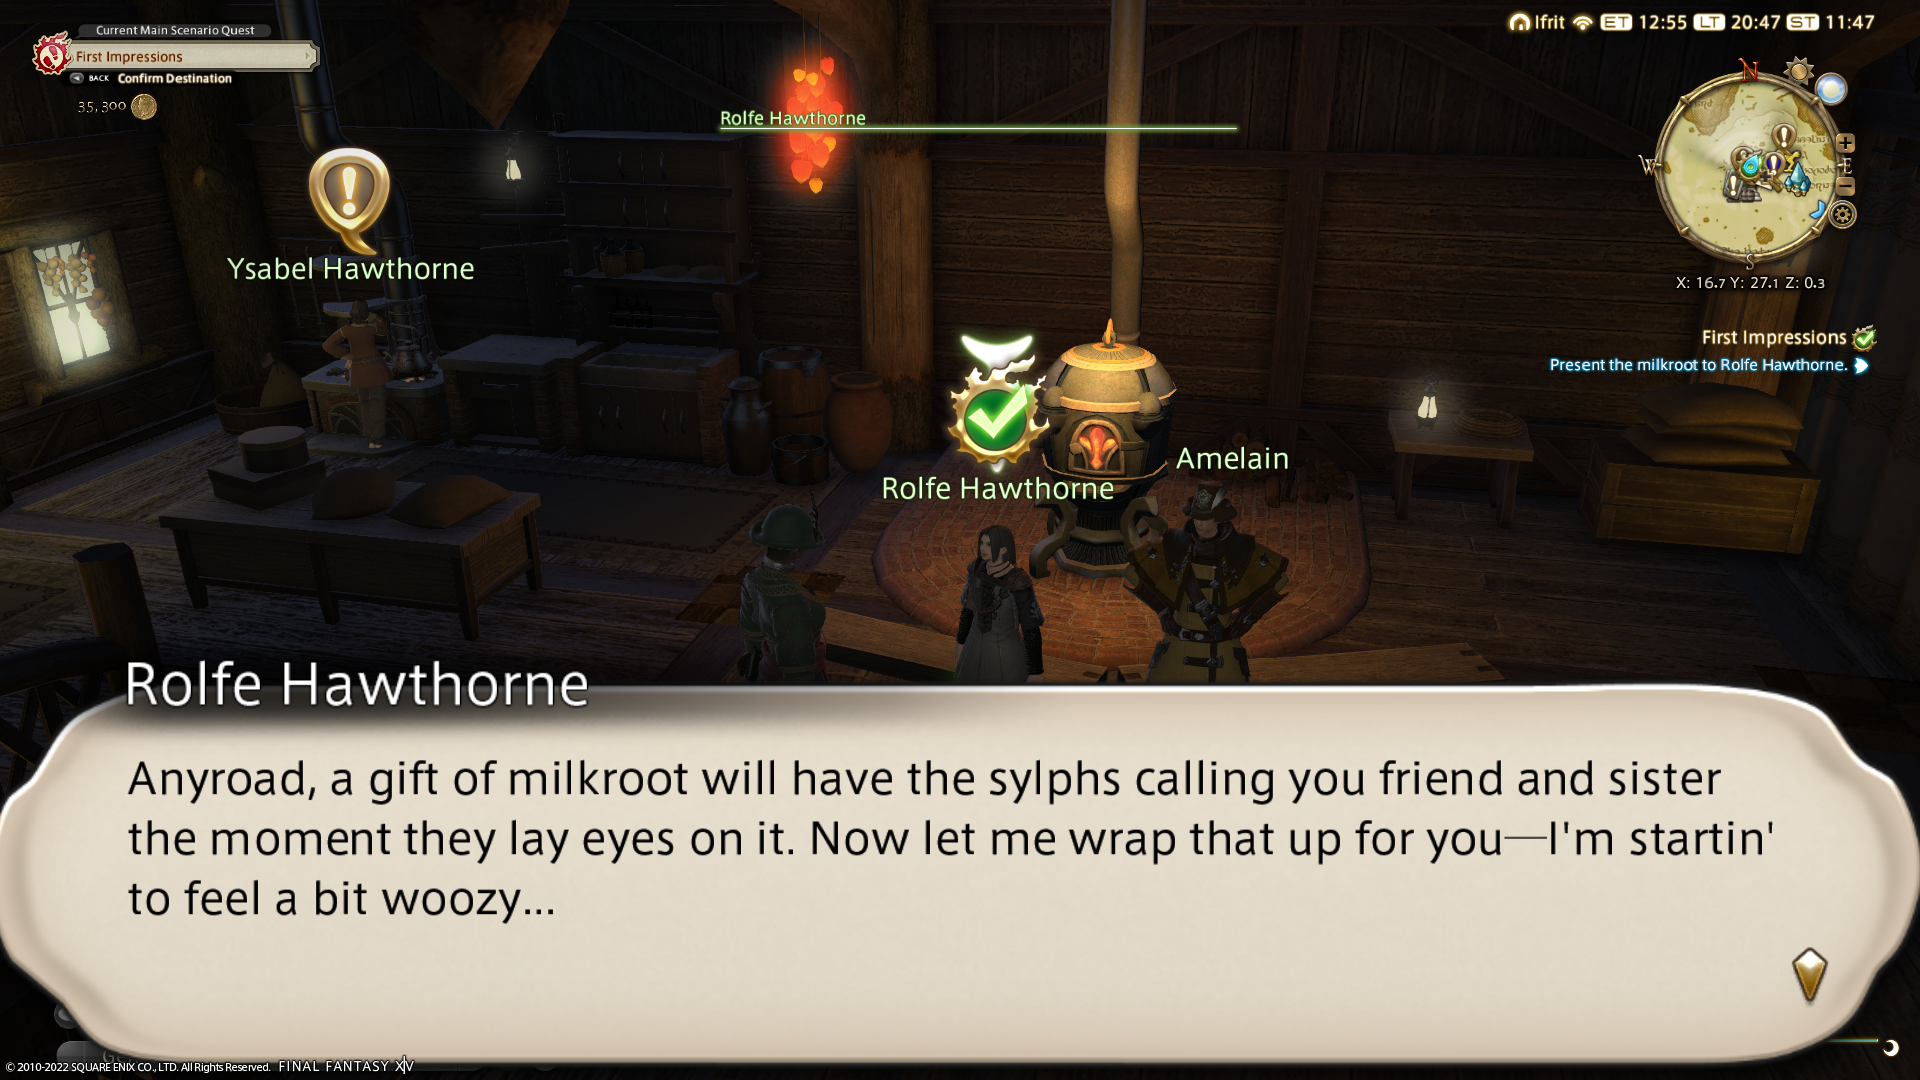 Current Main Scenario Quest
First Impressions
BACK Confirm Destination
35,300
Ifrit ET 12:55 LT 20:47 ST 11:47
Rolfe Hawthorne
N
W
E
S
X: 16.7 Y: 27.1 Z: 0.3
Ysabel Hawthorne
First Impressions
Present the milkroot to Rolfe Hawthorne.
Amelain
Rolfe Hawthorne
Rolfe Hawthorne
Anyroad, a gift of milkroot will have the sylphs calling you friend and sister
the moment they lay eyes on it. Now let me wrap that up for you—I'm startin'
to feel a bit woozy...
© 2010-2022 SQUARE ENIX CO., LTD. All Rights Reserved. FINAL FANTASY XIV